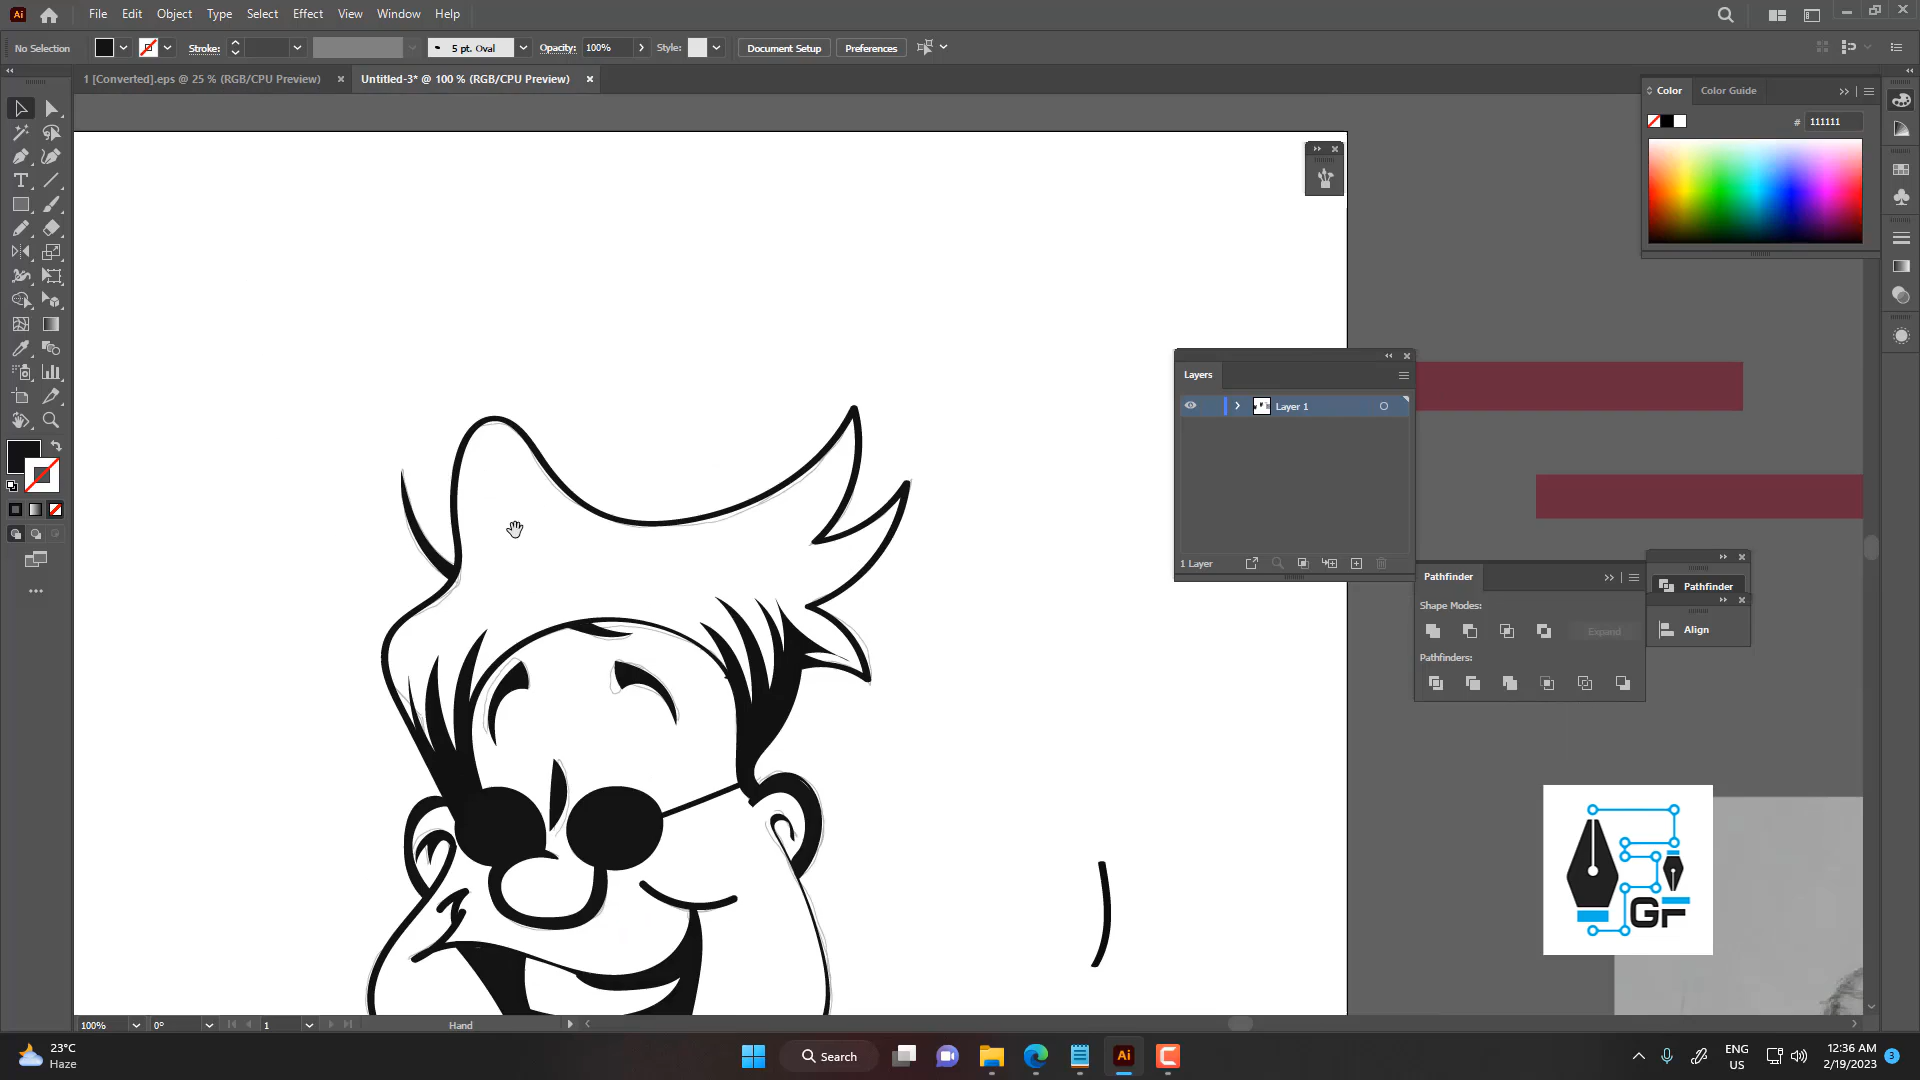 Ai
File Edit Object Type Select Effect View Window Help
No Selection Stroke: 5 pt. Oval Opacity: 100% Style: Document Setup Preferences
1 [Converted].eps @ 25 % (RGB/CPU Preview) × Untitled-3* @ 100 % (RGB/CPU Preview) ×
Color Color Guide
# 111111
Layers
Layer 1
1 Layer
Pathfinder
Shape Modes:
Expand
Pathfinders:
Pathfinder
Align
GF
100% 0° 1 Hand
23°C
Haze
Search
Ai
ENG
US
12:36 AM
2/19/2023
3